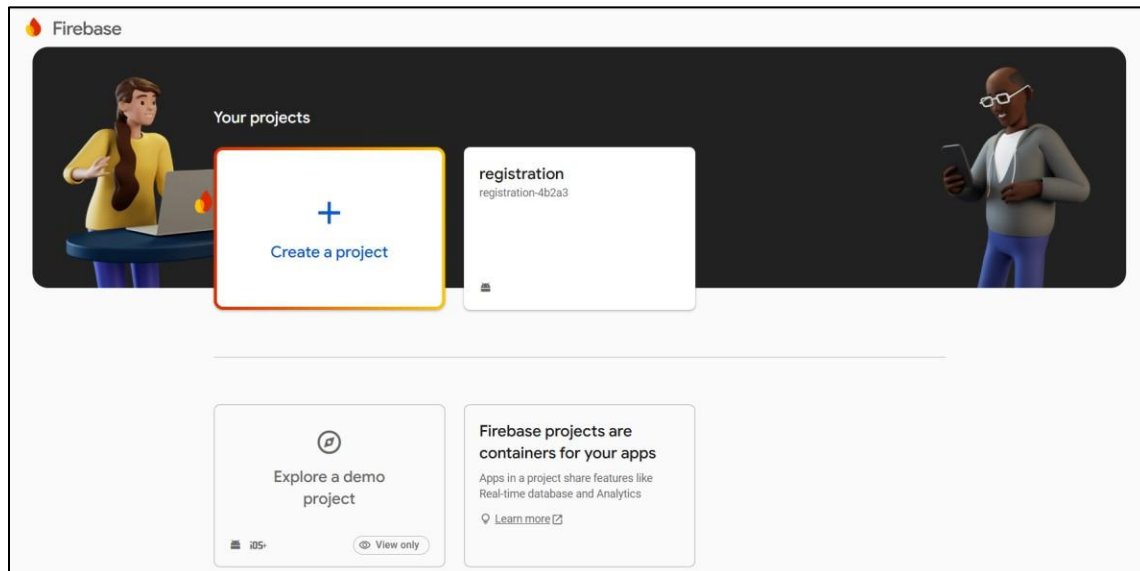 Firebase
Your projects
Create a project
registration
registration-4b2a3
Explore a demo
project
iOS+
View only
Firebase projects are
containers for your apps
Apps in a project share features like
Real-time database and Analytics
Learn more